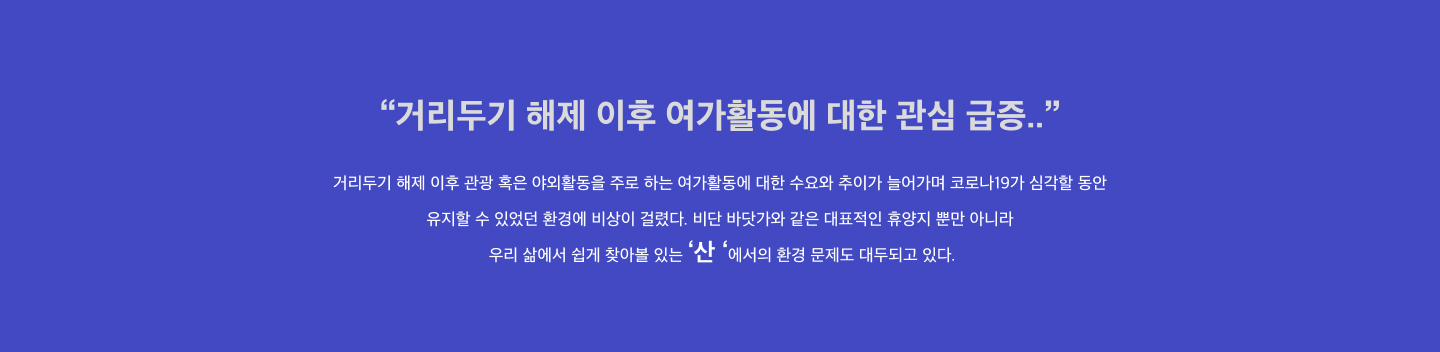 “거리두기 해제 이후 여가활동에 대한 관심 급증..”
거리두기 해제 이후 관광 혹은 야외활동을 주로 하는 여가활동에 대한 수요와 추이가 늘어가며 코로나19가 심각할 동안
유지할 수 있었던 환경에 비상이 걸렸다. 비단 바닷가와 같은 대표적인 휴양지 뿐만 아니라
우리 삶에서 쉽게 찾아볼 있는 ‘산 ‘에서의 환경 문제도 대두되고 있다.